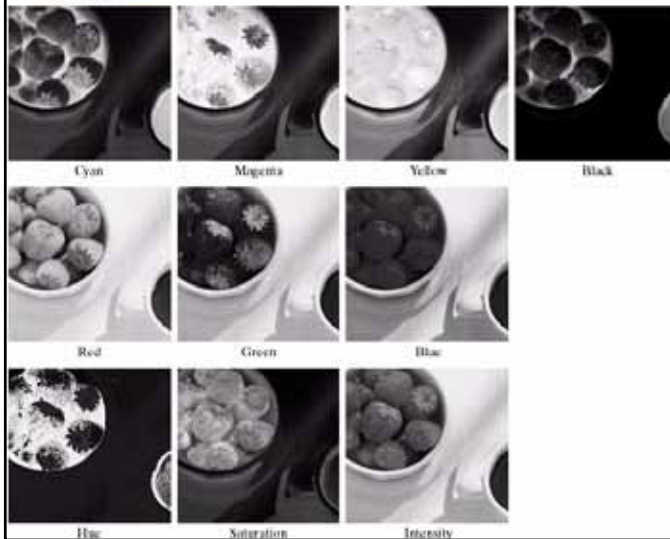 Cyan Magenta Yellow Black
Red Green Blue
Hue Saturation Intensity